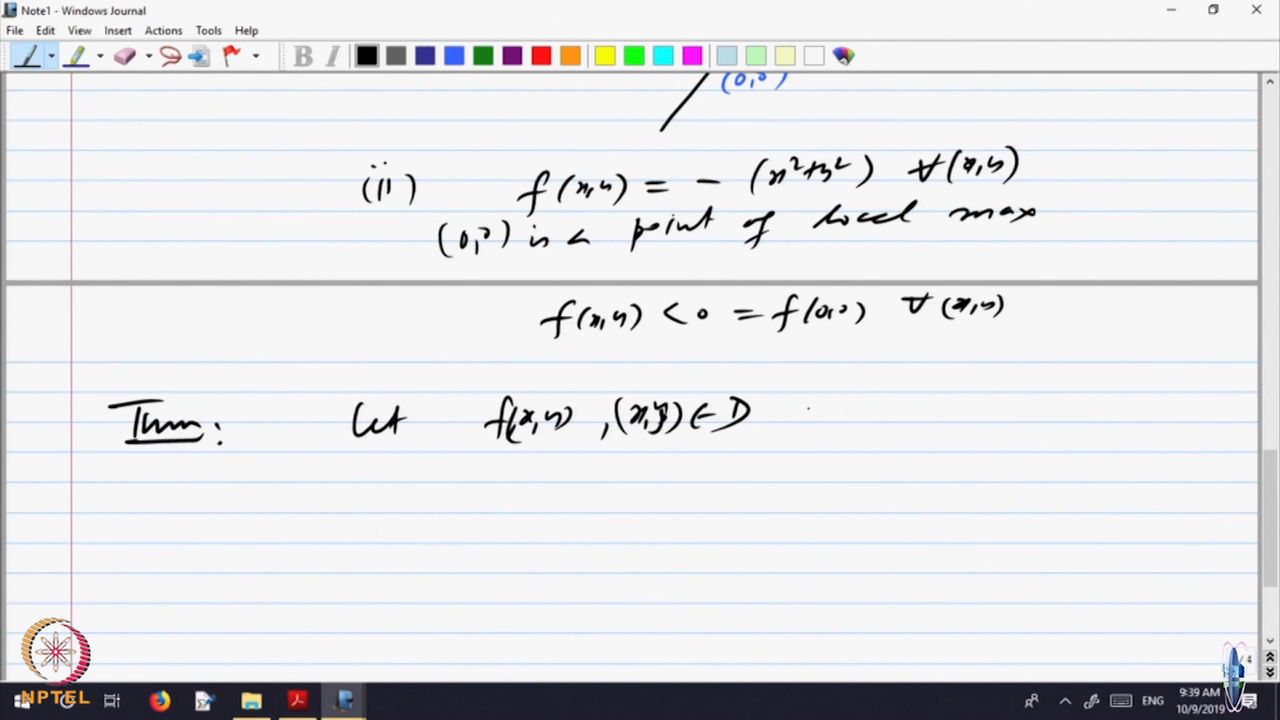 Note1 - Windows Journal
File Edit View Insert Actions Tools Help
B I
(0,0)
(ii) f(x,y) = - (x²+y²) ∀(x,y)
(0,0) is a point of local max
f(x,y) < 0 = f(0,0) ∀ (x,y)
Thm: Let f(x,y) , (x,y) ∈ D
NPTEL
4
ENG
9:39 AM
10/9/2019